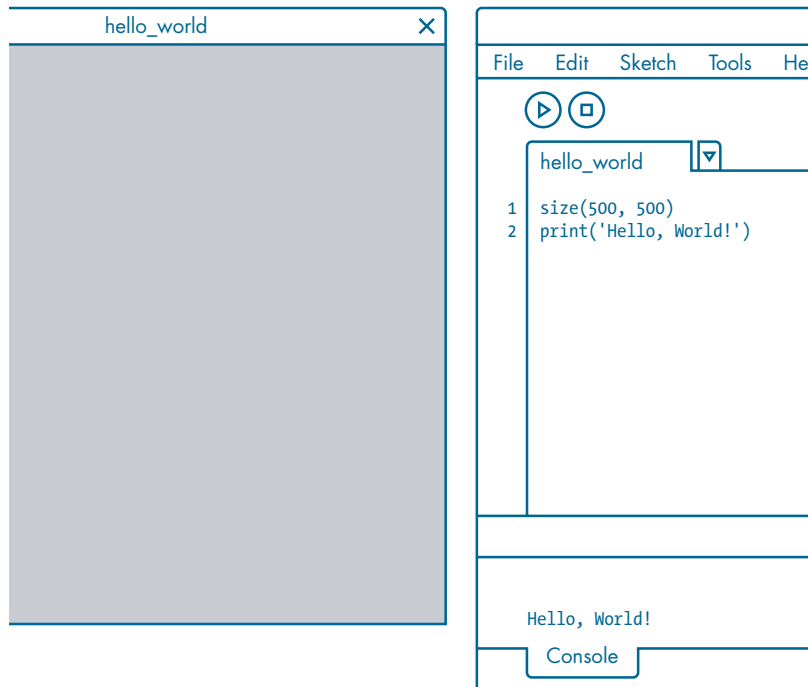 hello_world
File Edit Sketch Tools He
hello_world
1 size(500, 500)
2 print('Hello, World!')
Hello, World!
Console